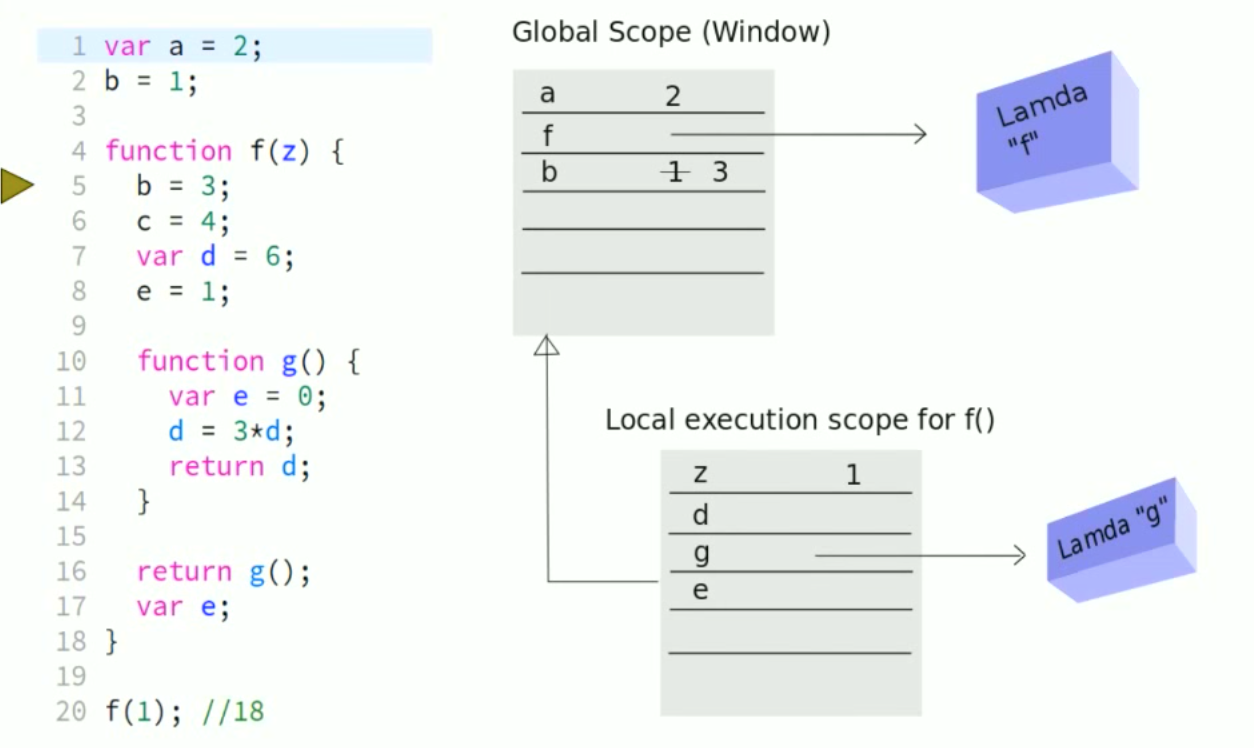 1 var a = 2;
2 b = 1;
3
4 function f(z) {
5   b = 3;
6   c = 4;
7   var d = 6;
8   e = 1;
9
10   function g() {
11     var e = 0;
12     d = 3*d;
13     return d;
14   }
15
16   return g();
17   var e;
18 }
19
20 f(1); //18
Global Scope (Window)
a 2
f
b 1 3
Lamda
"f"
Local execution scope for f()
z 1
d
g
e
Lamda "g"